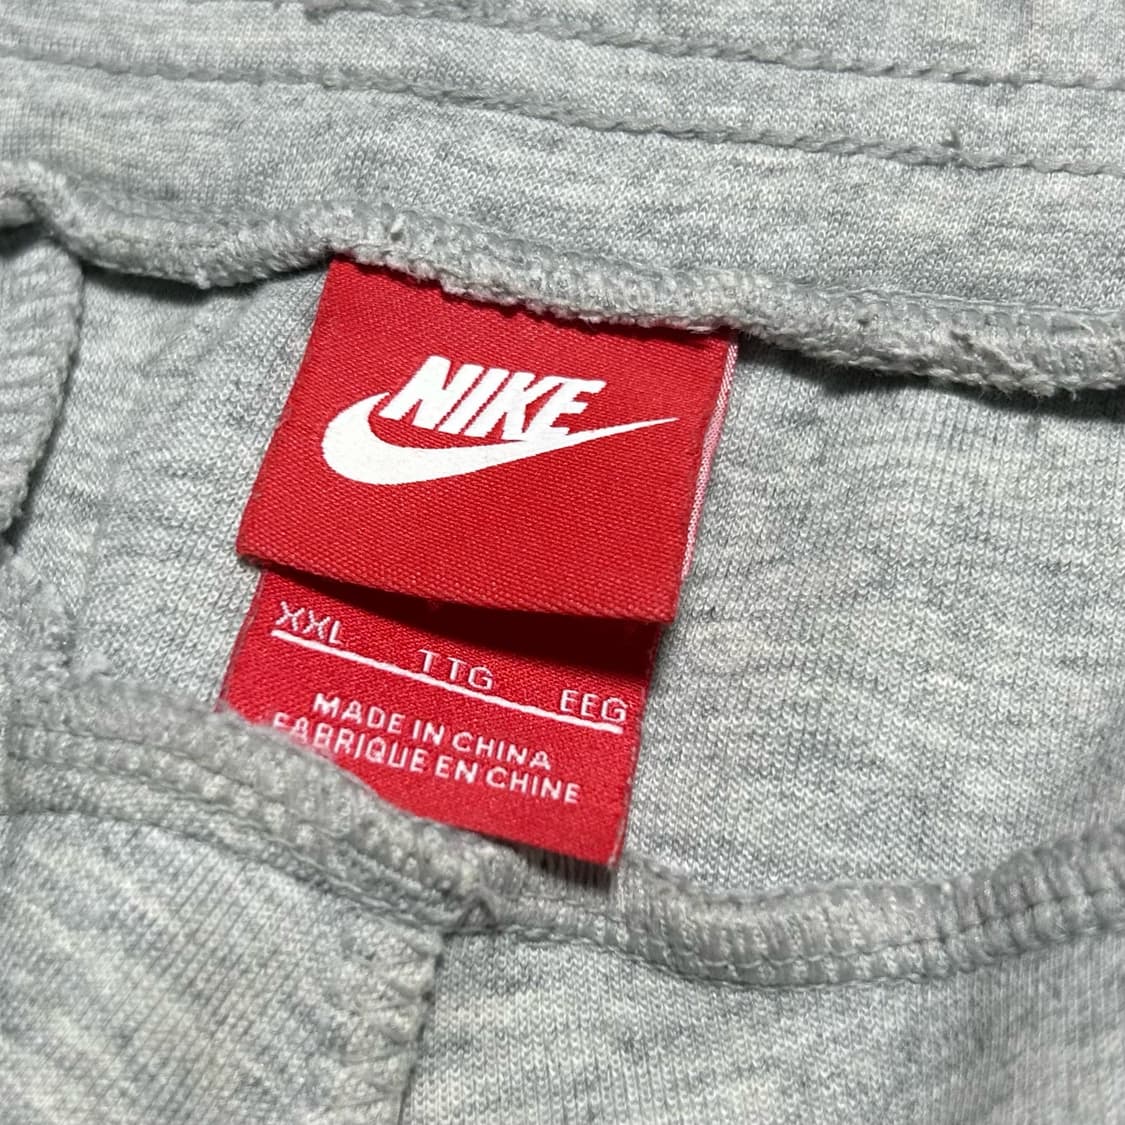 NIKE
XXL TTG EEG
MADE IN CHINA
FABRIQUE EN CHINE